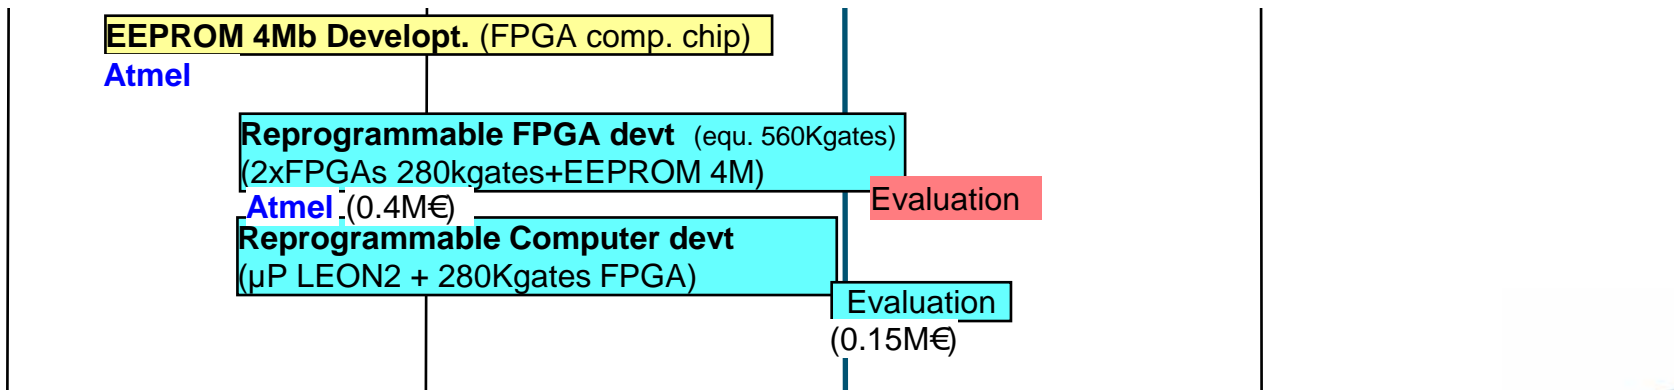 EEPROM 4Mb Developt. (FPGA comp. chip)
Atmel
Reprogrammable FPGA devt (equ. 560Kgates)
(2xFPGAs 280kgates+EEPROM 4M)
Evaluation
Atmel (0.4M€)
Reprogrammable Computer devt
(µP LEON2 + 280Kgates FPGA)
Evaluation
(0.15M€)